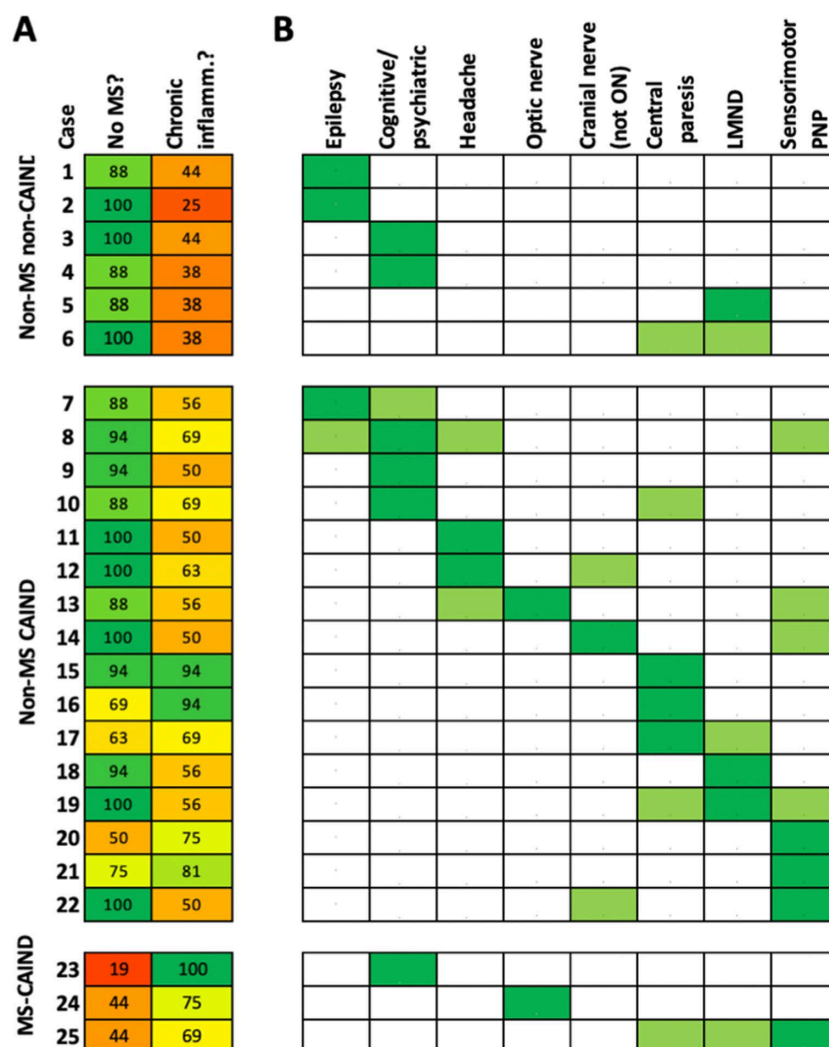 A
B
Case
No MS?
Chronic
inflamm.?
Epilepsy
Cognitive/
psychiatric
Headache
Optic nerve
Cranial nerve
(not ON)
Central
paresis
LMND
Sensorimotor
PNP
Non-MS non-CAIND
1 88 44
2 100 25
3 100 44
4 88 38
5 88 38
6 100 38
Non-MS CAIND
7 88 56
8 94 69
9 94 50
10 88 69
11 100 50
12 100 63
13 88 56
14 100 50
15 94 94
16 69 94
17 63 69
18 94 56
19 100 56
20 50 75
21 75 81
22 100 50
MS-CAIND
23 19 100
24 44 75
25 44 69